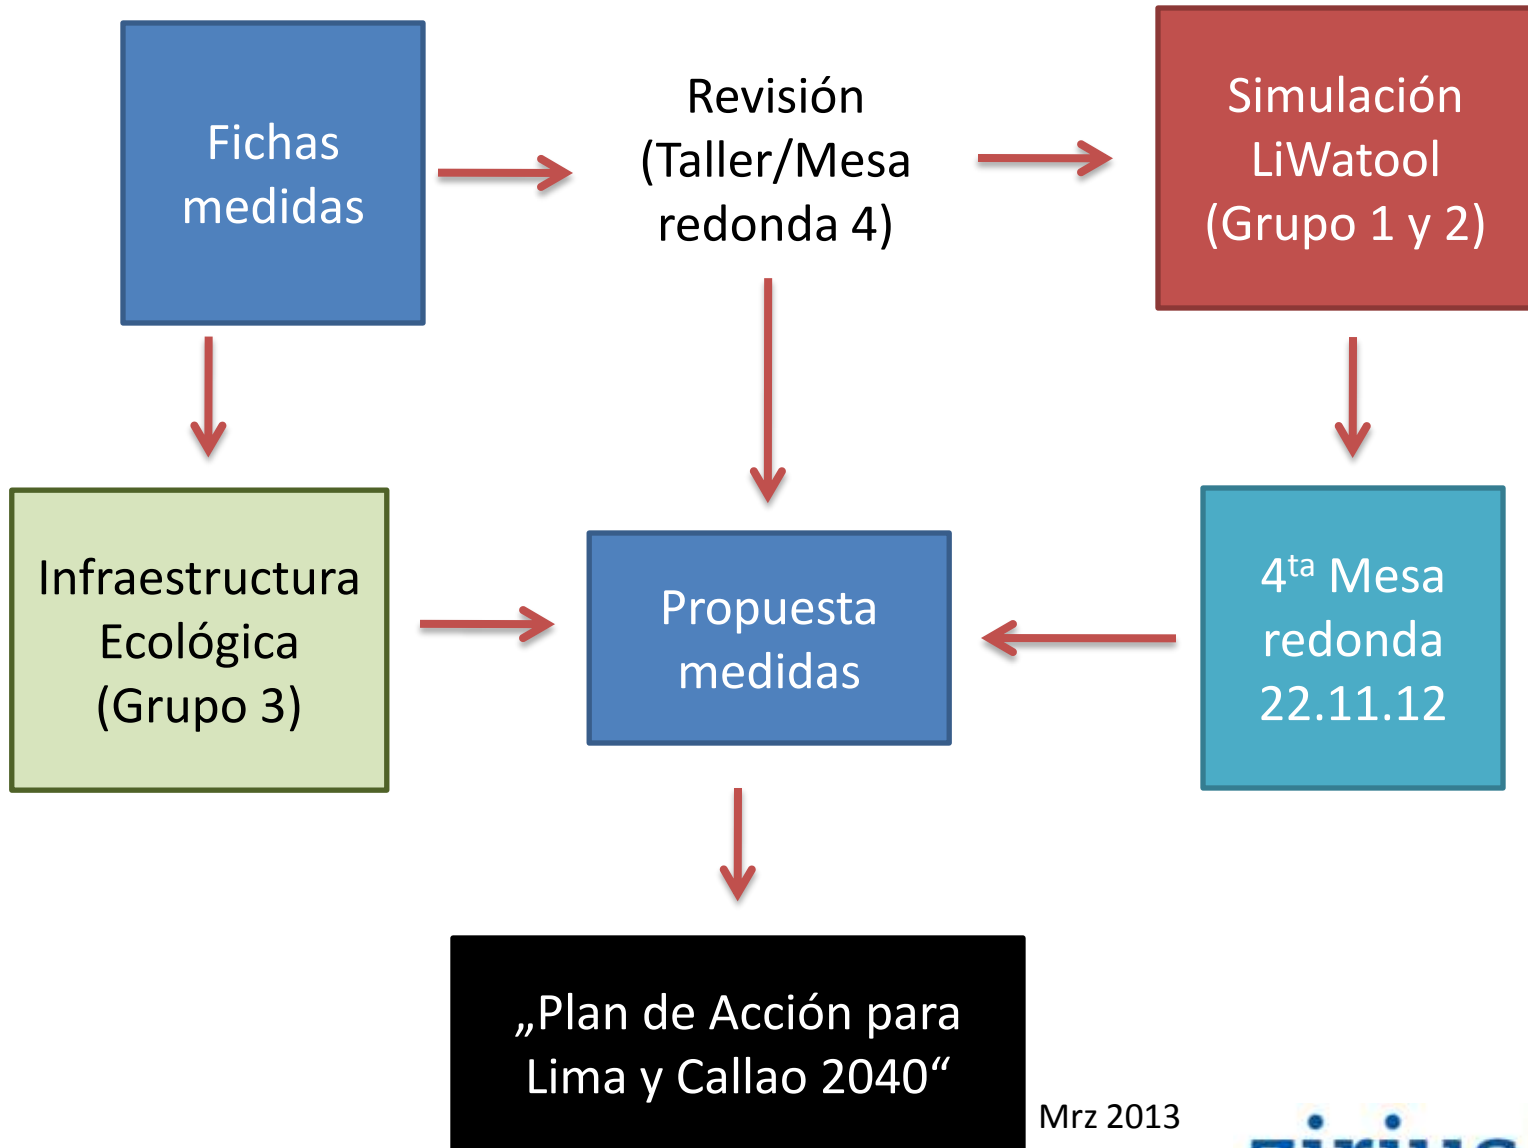 Fichas
medidas
Revisión
(Taller/Mesa
redonda 4)
Simulación
LiWatool
(Grupo 1 y 2)
Infraestructura
Ecológica
(Grupo 3)
Propuesta
medidas
4ta Mesa
redonda
22.11.12
„Plan de Acción para
Lima y Callao 2040“
Mrz 2013